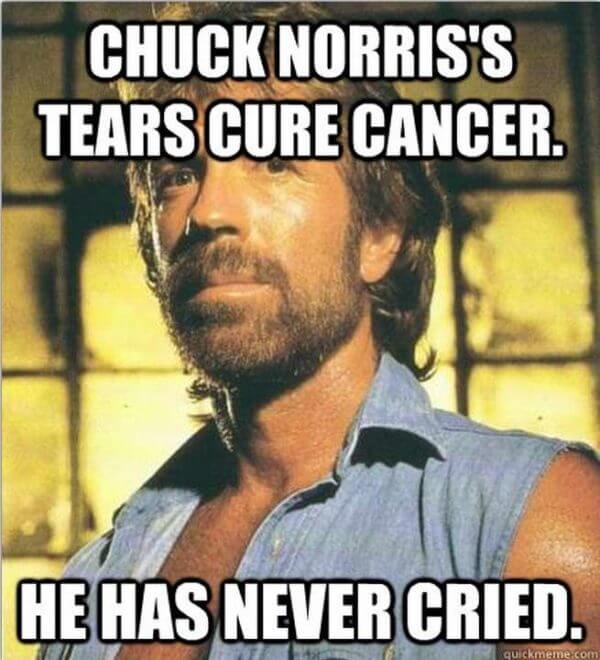 CHUCK NORRIS'S
TEARS CURE CANCER.
HE HAS NEVER CRIED.
quickmeme.com